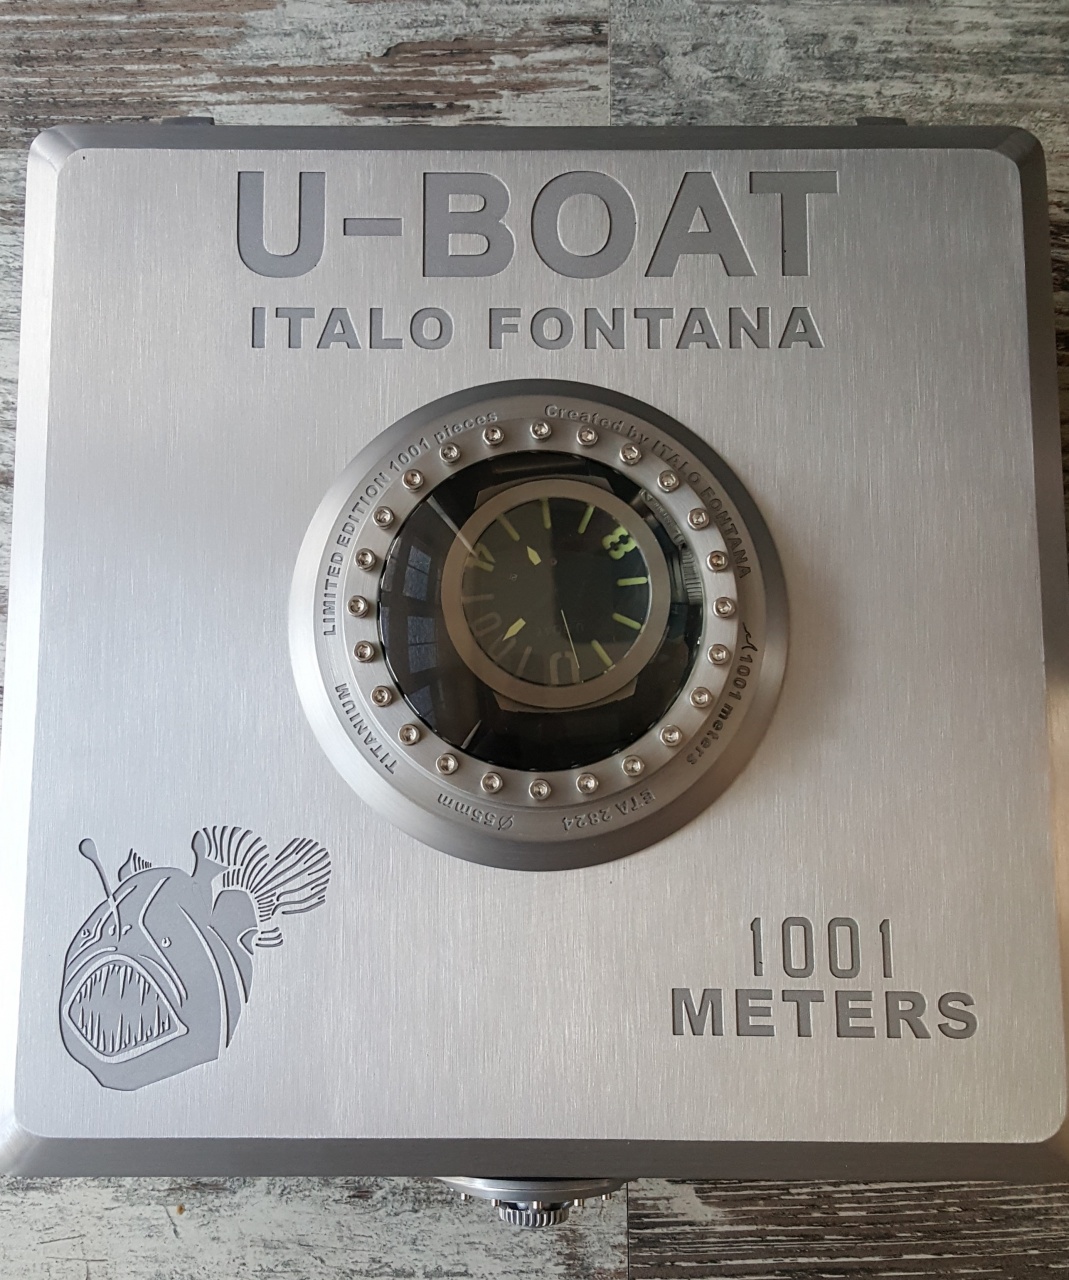 U-BOAT
ITALO FONTANA
LIMITED EDITION 1001 pieces
Created by ITALO FONTANA
1001 meters
ETA 2824
Ø55mm
TITANIUM
8
1001
METERS